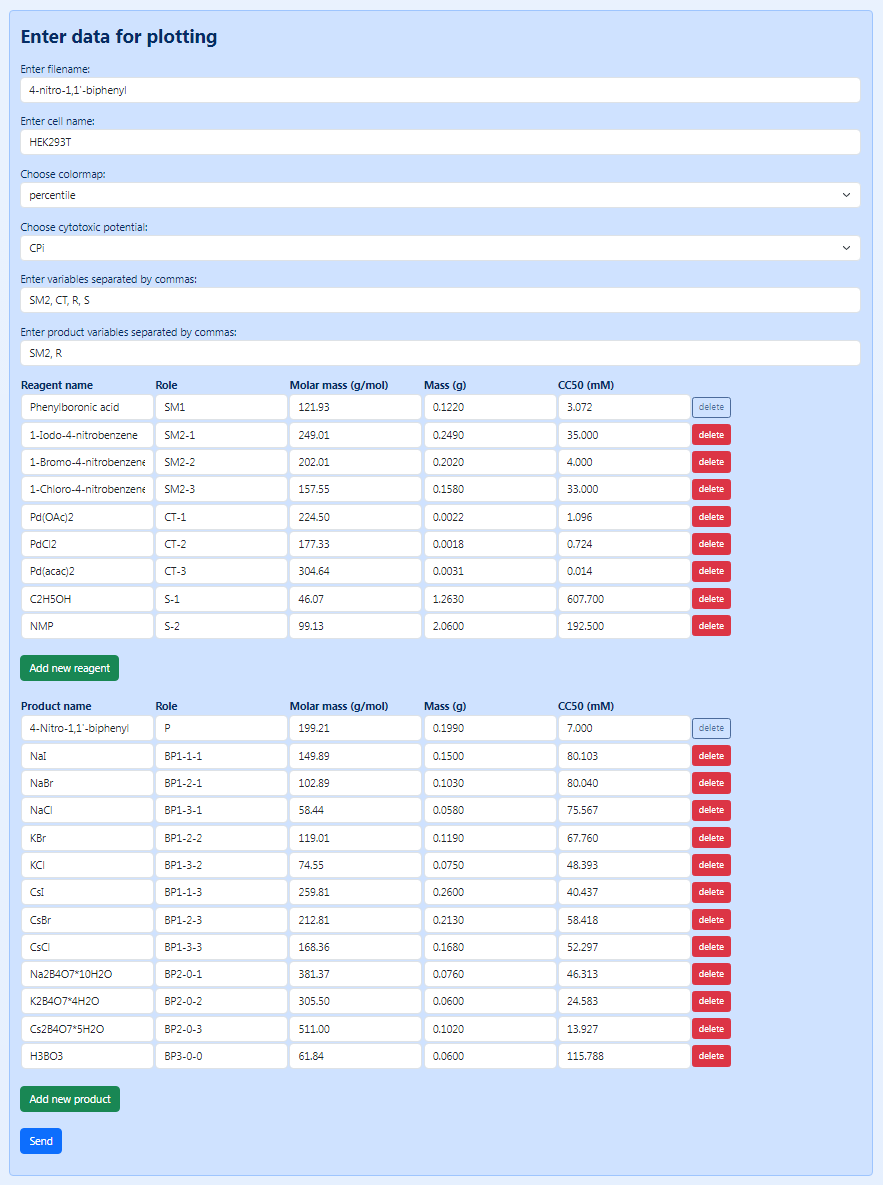 Enter data for plotting
Enter filename:
4-nitro-1,1'-biphenyl
Enter cell name:
HEK293T
Choose colormap:
percentile
Choose cytotoxic potential:
CPi
Enter variables separated by commas:
SM2, CT, R, S
Enter product variables separated by commas:
SM2, R
Reagent name Role Molar mass (g/mol) Mass (g) CC50 (mM)
Phenylboronic acid SM1 121.93 0.1220 3.072 delete
1-Iodo-4-nitrobenzene SM2-1 249.01 0.2490 35.000 delete
1-Bromo-4-nitrobenzene SM2-2 202.01 0.2020 4.000 delete
1-Chloro-4-nitrobenzene SM2-3 157.55 0.1580 33.000 delete
Pd(OAc)2 CT-1 224.50 0.0022 1.096 delete
PdCl2 CT-2 177.33 0.0018 0.724 delete
Pd(acac)2 CT-3 304.64 0.0031 0.014 delete
C2H5OH S-1 46.07 1.2630 607.700 delete
NMP S-2 99.13 2.0600 192.500 delete
Add new reagent
Product name Role Molar mass (g/mol) Mass (g) CC50 (mM)
4-Nitro-1,1'-biphenyl P 199.21 0.1990 7.000 delete
NaI BP1-1-1 149.89 0.1500 80.103 delete
NaBr BP1-2-1 102.89 0.1030 80.040 delete
NaCl BP1-3-1 58.44 0.0580 75.567 delete
KBr BP1-2-2 119.01 0.1190 67.760 delete
KCl BP1-3-2 74.55 0.0750 48.393 delete
CsI BP1-1-3 259.81 0.2600 40.437 delete
CsBr BP1-2-3 212.81 0.2130 58.418 delete
CsCl BP1-3-3 168.36 0.1680 52.297 delete
Na2B4O7*10H2O BP2-0-1 381.37 0.0760 46.313 delete
K2B4O7*4H2O BP2-0-2 305.50 0.0600 24.583 delete
Cs2B4O7*5H2O BP2-0-3 511.00 0.1020 13.927 delete
H3BO3 BP3-0-0 61.84 0.0600 115.788 delete
Add new product
Send